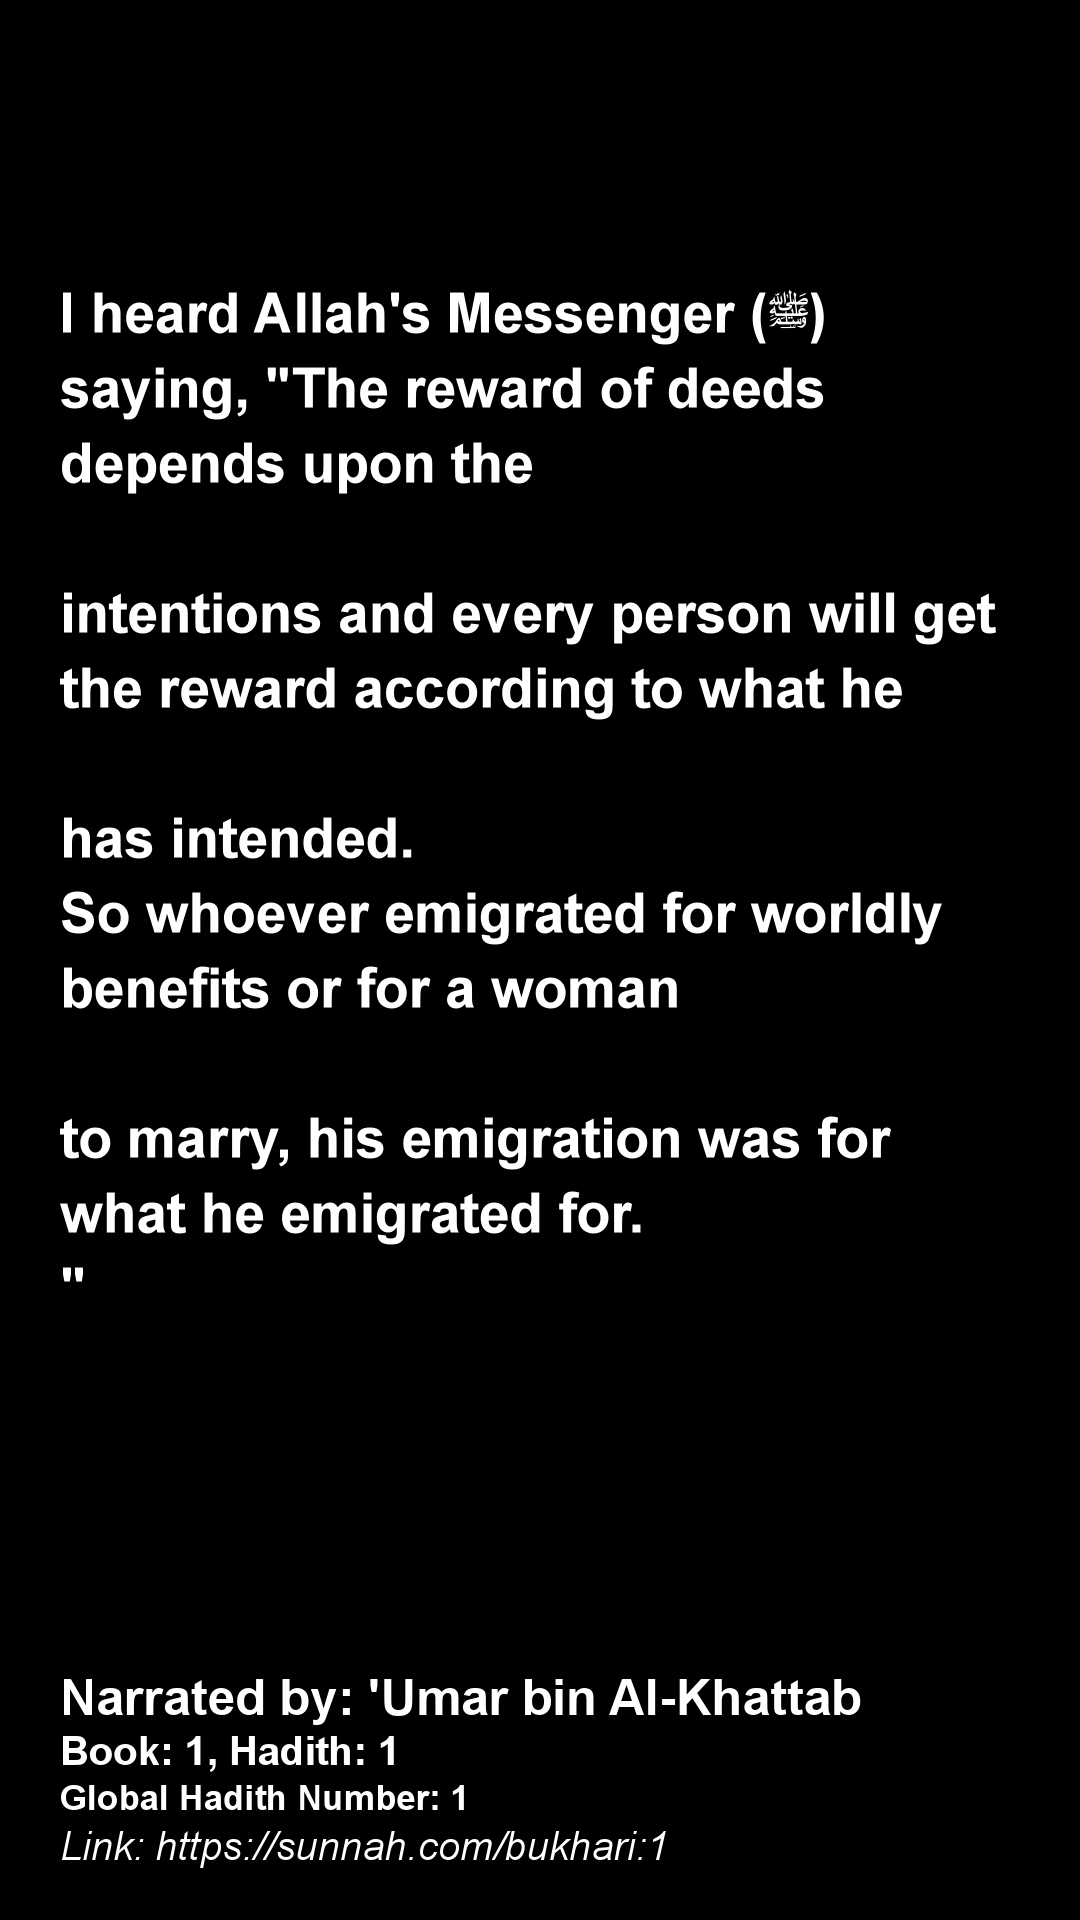 I heard Allah's Messenger (ﷺ)
saying, "The reward of deeds
depends upon the
intentions and every person will get
the reward according to what he
has intended.
So whoever emigrated for worldly
benefits or for a woman
to marry, his emigration was for
what he emigrated for.
"
Narrated by: 'Umar bin Al-Khattab
Book: 1, Hadith: 1
Global Hadith Number: 1
Link: https://sunnah.com/bukhari:1